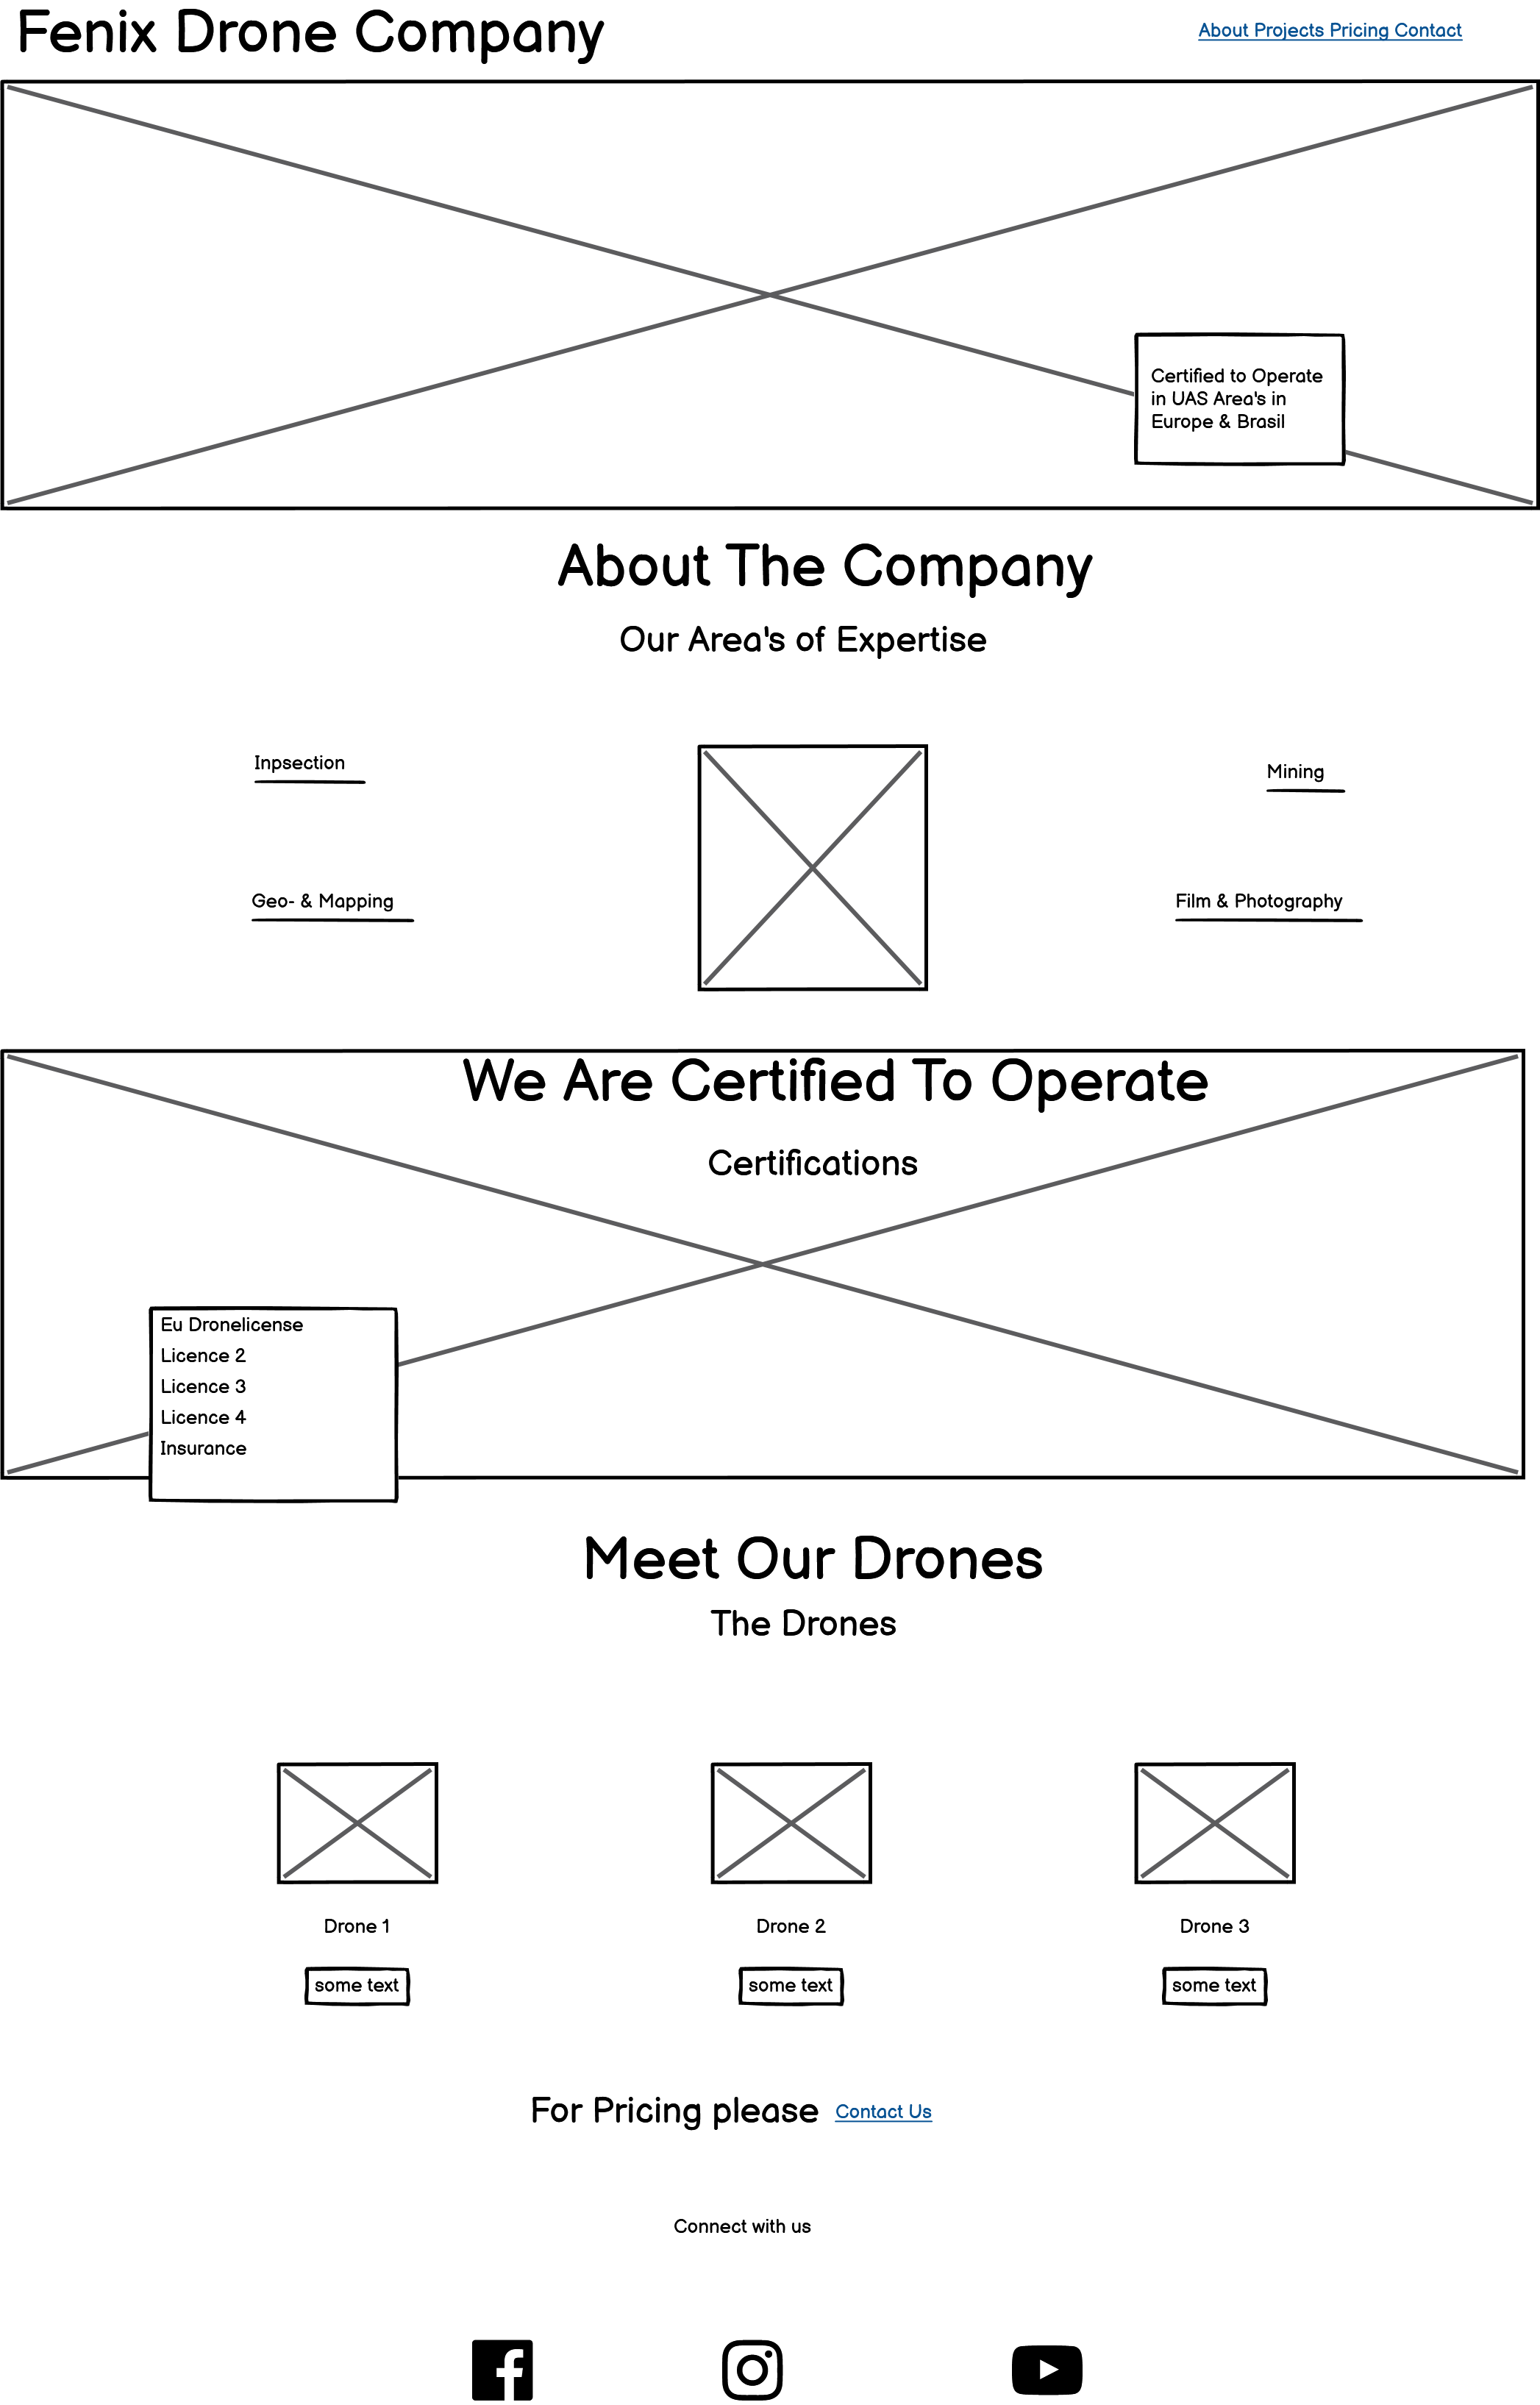 Fenix Drone Company
About Projects Pricing Contact
Certified to Operate
in UAS Area's in
Europe & Brasil
About The Company
Our Area's of Expertise
Inpsection
Mining
Geo- & Mapping
Film & Photography
We Are Certified To Operate
Certifications
Eu Dronelicense
Licence 2
Licence 3
Licence 4
Insurance
Meet Our Drones
The Drones
Drone 1
Drone 2
Drone 3
some text
some text
some text
For Pricing please Contact Us
Connect with us